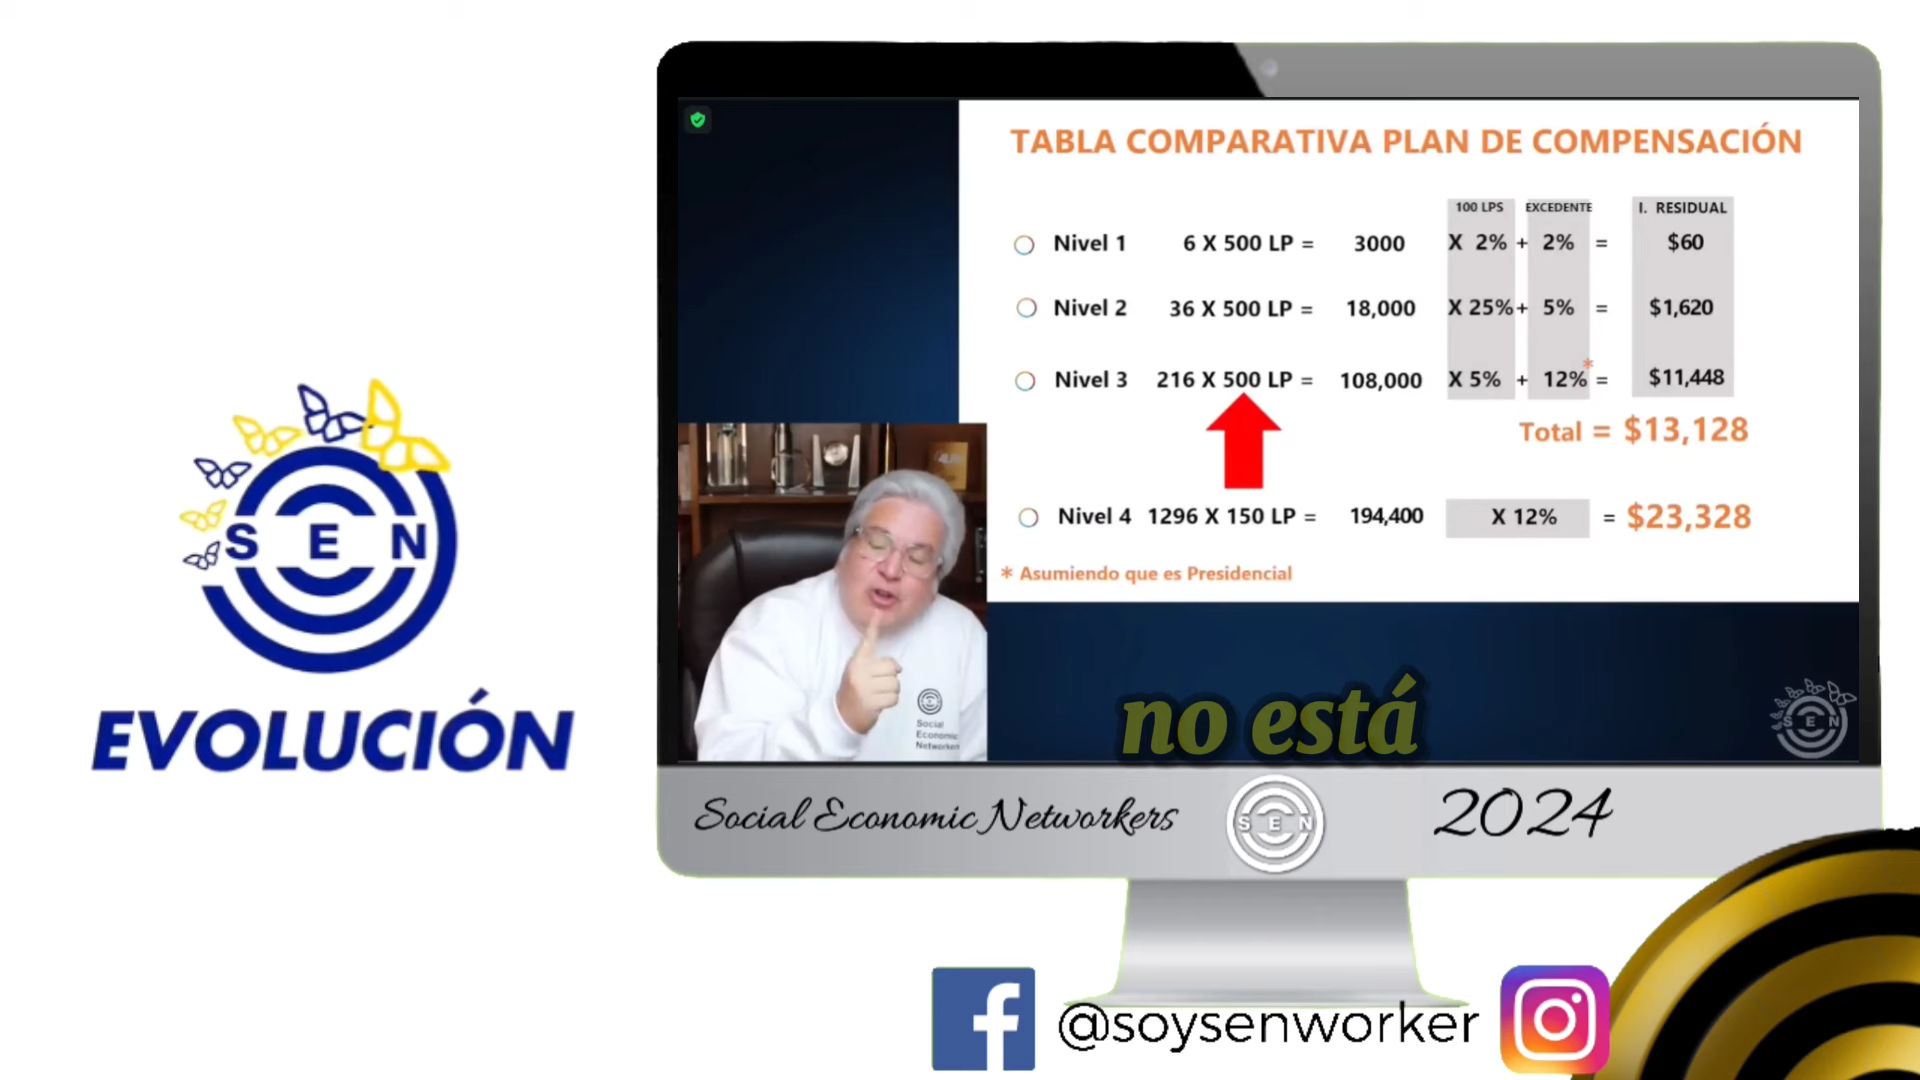 TABLA COMPARATIVA PLAN DE COMPENSACIÓN
100 LPS EXCEDENTE I. RESIDUAL
Nivel 1 6 X 500 LP = 3000 X 2% + 2% = $60
Nivel 2 36 X 500 LP = 18,000 X 25% + 5% = $1,620
Nivel 3 216 X 500 LP = 108,000 X 5% + 12%* = $11,448
Total = $13,128
Nivel 4 1296 X 150 LP = 194,400 X 12% = $23,328
* Asumiendo que es Presidencial
S E N
EVOLUCIÓN
Social
Economic
Networkers
no está
S E N
Social Economic Networkers S E N 2024
@soysenworker